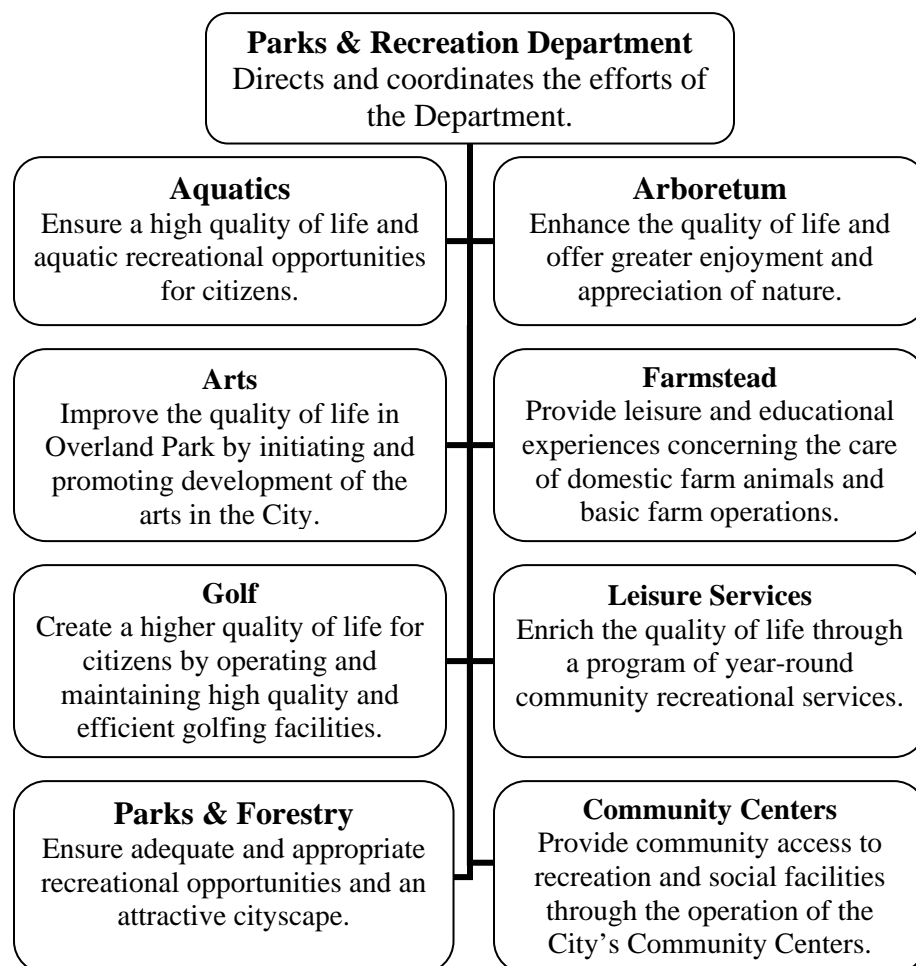 Parks & Recreation Department
Directs and coordinates the efforts of
the Department.
Aquatics
Ensure a high quality of life and
aquatic recreational opportunities
for citizens.
Arboretum
Enhance the quality of life and
offer greater enjoyment and
appreciation of nature.
Arts
Improve the quality of life in
Overland Park by initiating and
promoting development of the
arts in the City.
Farmstead
Provide leisure and educational
experiences concerning the care
of domestic farm animals and
basic farm operations.
Golf
Create a higher quality of life for
citizens by operating and
maintaining high quality and
efficient golfing facilities.
Leisure Services
Enrich the quality of life through
a program of year-round
community recreational services.
Parks & Forestry
Ensure adequate and appropriate
recreational opportunities and an
attractive cityscape.
Community Centers
Provide community access to
recreation and social facilities
through the operation of the
City’s Community Centers.